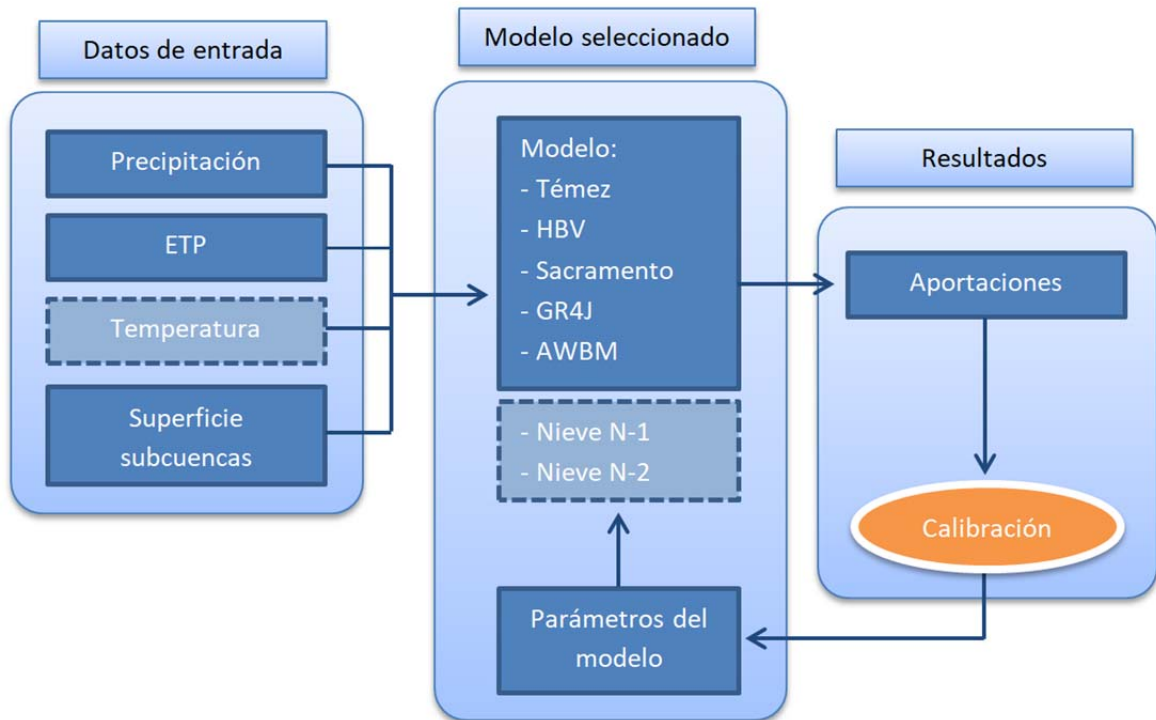 Datos de entrada
Precipitación
ETP
Temperatura
Superficie
subcuencas
Modelo seleccionado
Modelo:
- Témez
- HBV
- Sacramento
- GR4J
- AWBM
- Nieve N-1
- Nieve N-2
Parámetros del
modelo
Resultados
Aportaciones
Calibración